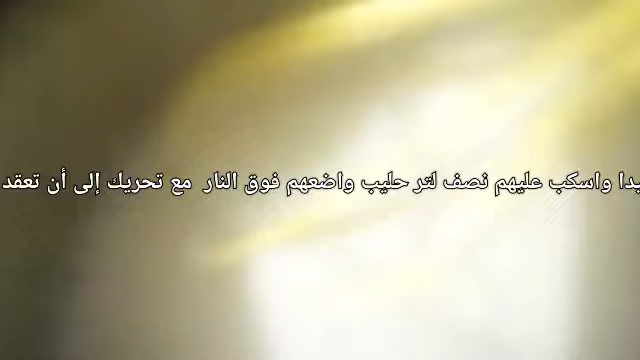 واسكب عليهم نصف لتر حليب واضعهم فوق النار مع تحريك إلى أن تعقد